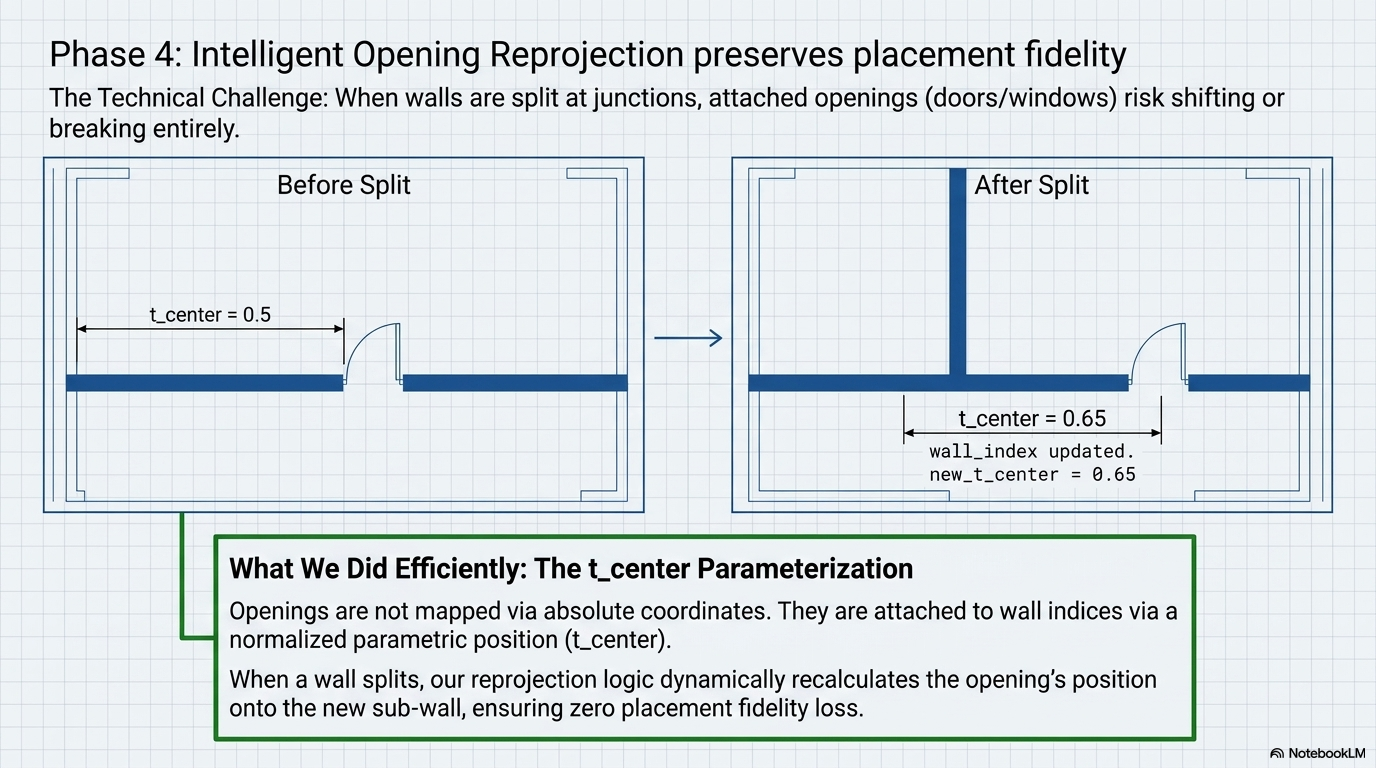 Phase 4: Intelligent Opening Reprojection preserves placement fidelity
The Technical Challenge: When walls are split at junctions, attached openings (doors/windows) risk shifting or
breaking entirely.
Before Split
t_center = 0.5
After Split
t_center = 0.65
wall_index updated.
new_t_center = 0.65
What We Did Efficiently: The t_center Parameterization
Openings are not mapped via absolute coordinates. They are attached to wall indices via a
normalized parametric position (t_center).
When a wall splits, our reprojection logic dynamically recalculates the opening's position
onto the new sub-wall, ensuring zero placement fidelity loss.
NotebookLM